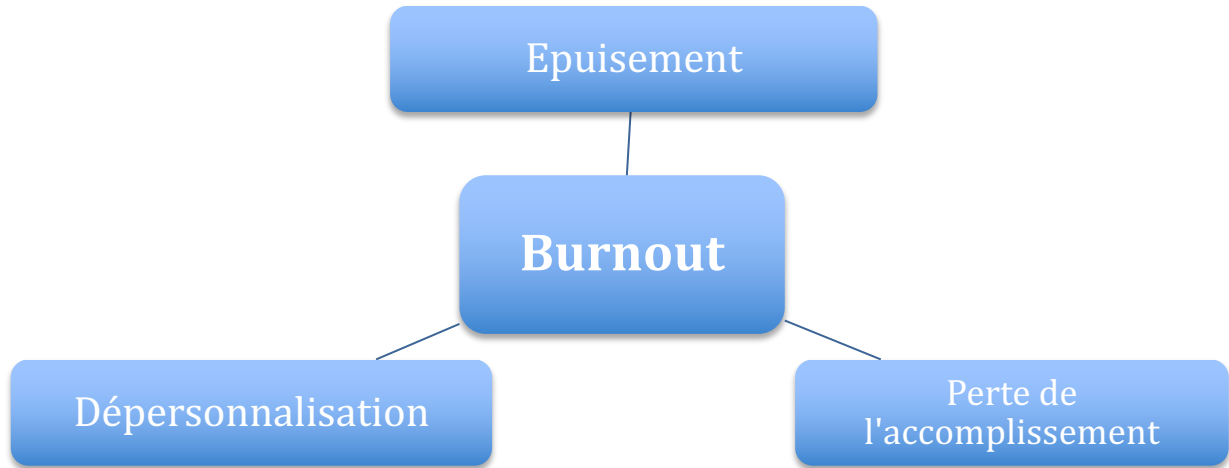 Epuisement
Burnout
Dépersonnalisation
Perte de
l'accomplissement